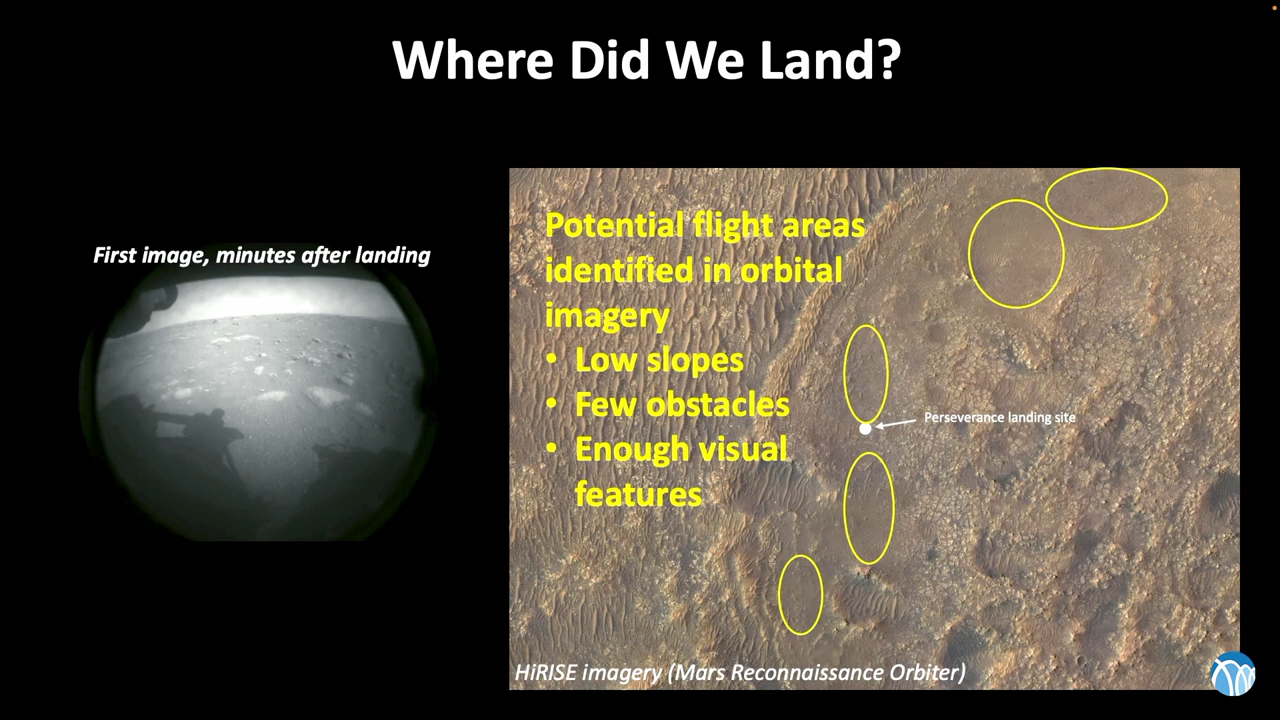 Where Did We Land?
First image, minutes after landing
Potential flight areas
identified in orbital
imagery
• Low slopes
• Few obstacles
• Enough visual
features
Perseverance landing site
HiRISE imagery (Mars Reconnaissance Orbiter)